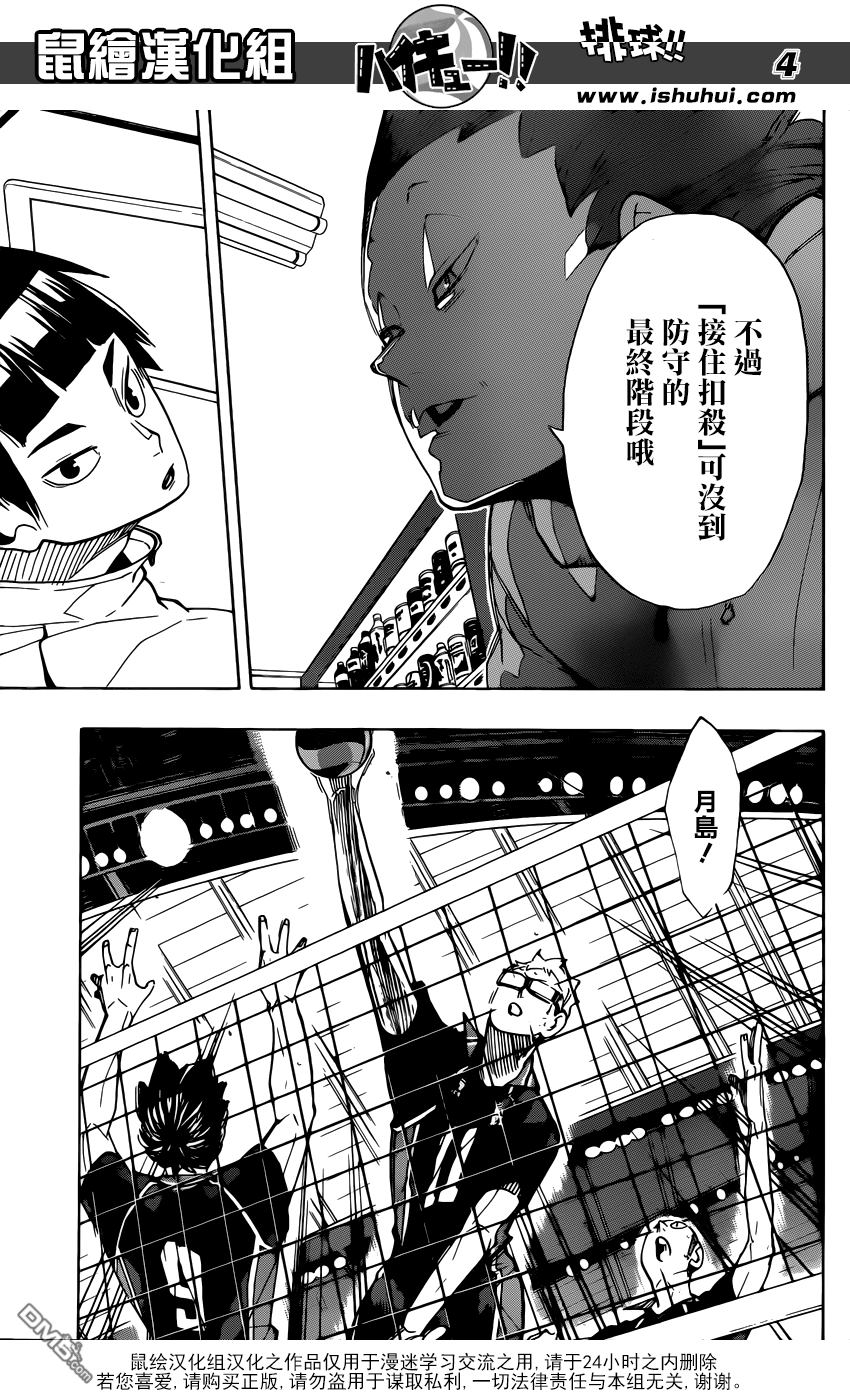 鼠繪漢化組
ハイキュー!!
排球!!
4
www.ishuhui.com
不過
「接住扣殺」可沒到
防守的
最終階段哦
月島!
DM5.com
鼠绘汉化组汉化之作品仅用于漫迷学习交流之用, 请于24小时之内删除
若您喜爱, 请购买正版, 请勿盗用于谋取私利, 一切法律责任与本组无关, 谢谢。